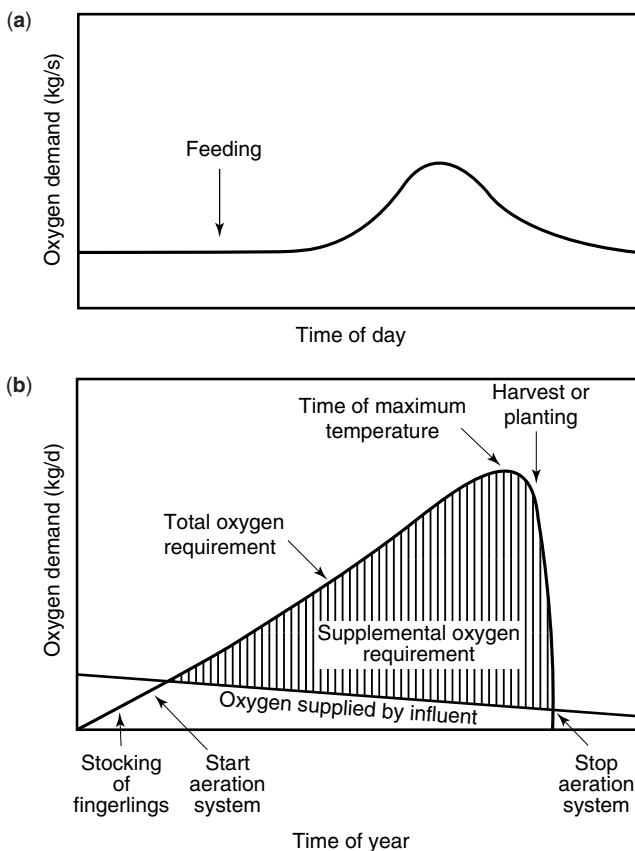 (a)
Oxygen demand (kg/s)
Feeding
Time of day
(b)
Oxygen demand (kg/d)
Time of maximum
temperature
Harvest or
planting
Total oxygen
requirement
Supplemental oxygen
requirement
Oxygen supplied by influent
Stocking
of
fingerlings
Start
aeration
system
Stop
aeration
system
Time of year